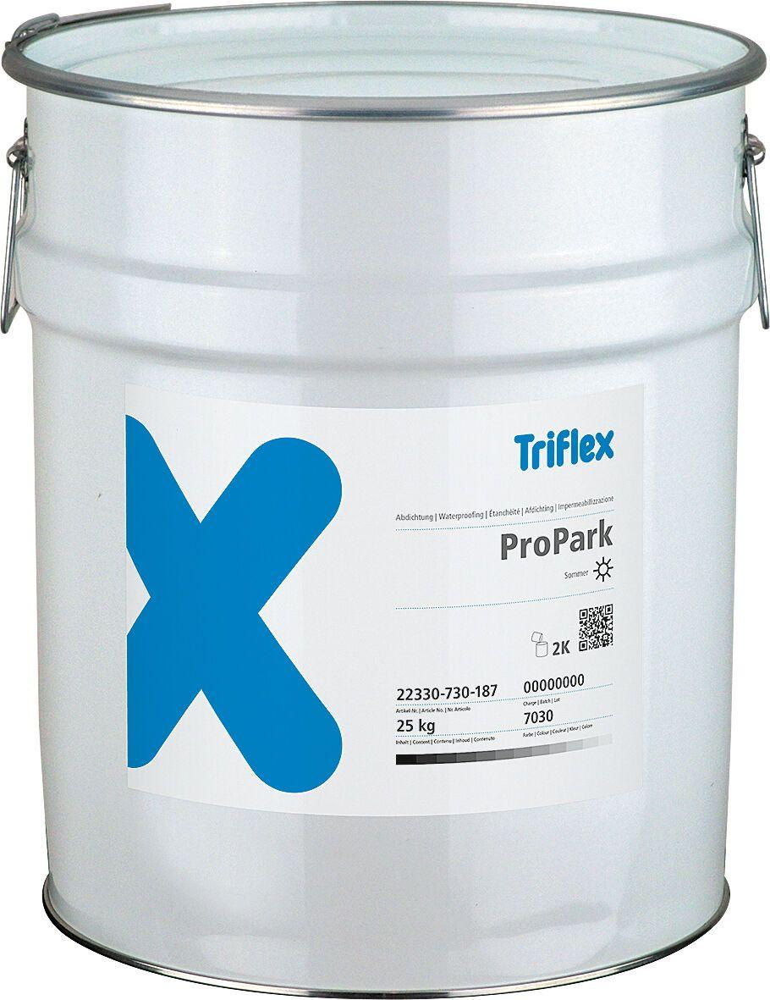 Triflex
Abdichtung | Waterproofing | Étanchéité | Afdichting | Impermeabilizzazione
ProPark
Sommer
2K
22330-730-187
00000000
Artikel-Nr. | Article No. | Nr. Articolo
Charge | Batch | Lot
25 kg
7030
Inhalt | Content | Contenu | Inhoud | Contenuto
Farbe | Colour | Couleur | Kleur | Colore